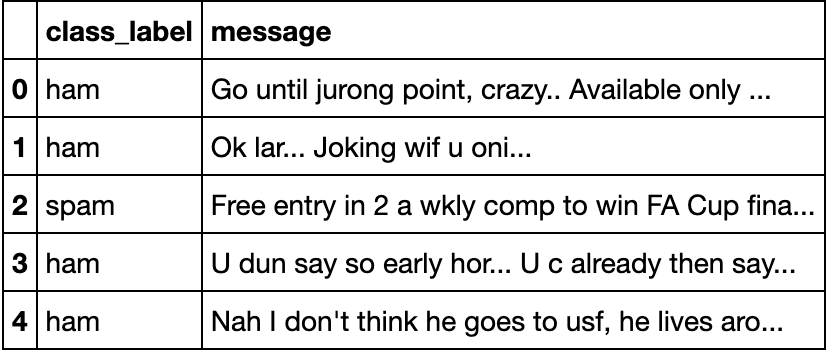 class_label message
0 ham Go until jurong point, crazy.. Available only ...
1 ham Ok lar... Joking wif u oni...
2 spam Free entry in 2 a wkly comp to win FA Cup fina...
3 ham U dun say so early hor... U c already then say...
4 ham Nah I don't think he goes to usf, he lives aro...